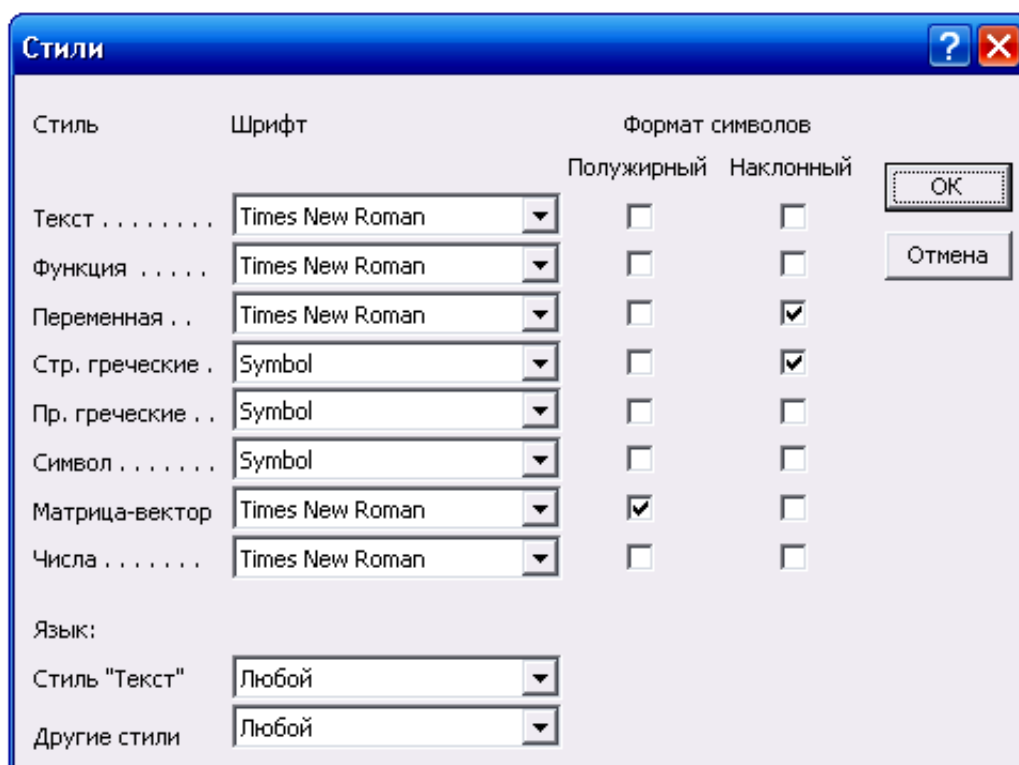 Стили
Стиль Шрифт Формат символов
Полужирный Наклонный
OK
Текст . . . . . . . . Times New Roman
Функция . . . . . Times New Roman
Отмена
Переменная . . Times New Roman
Стр. греческие . Symbol
Пр. греческие . . Symbol
Символ . . . . . . . Symbol
Матрица-вектор Times New Roman
Числа . . . . . . . Times New Roman
Язык:
Стиль "Текст" Любой
Другие стили Любой